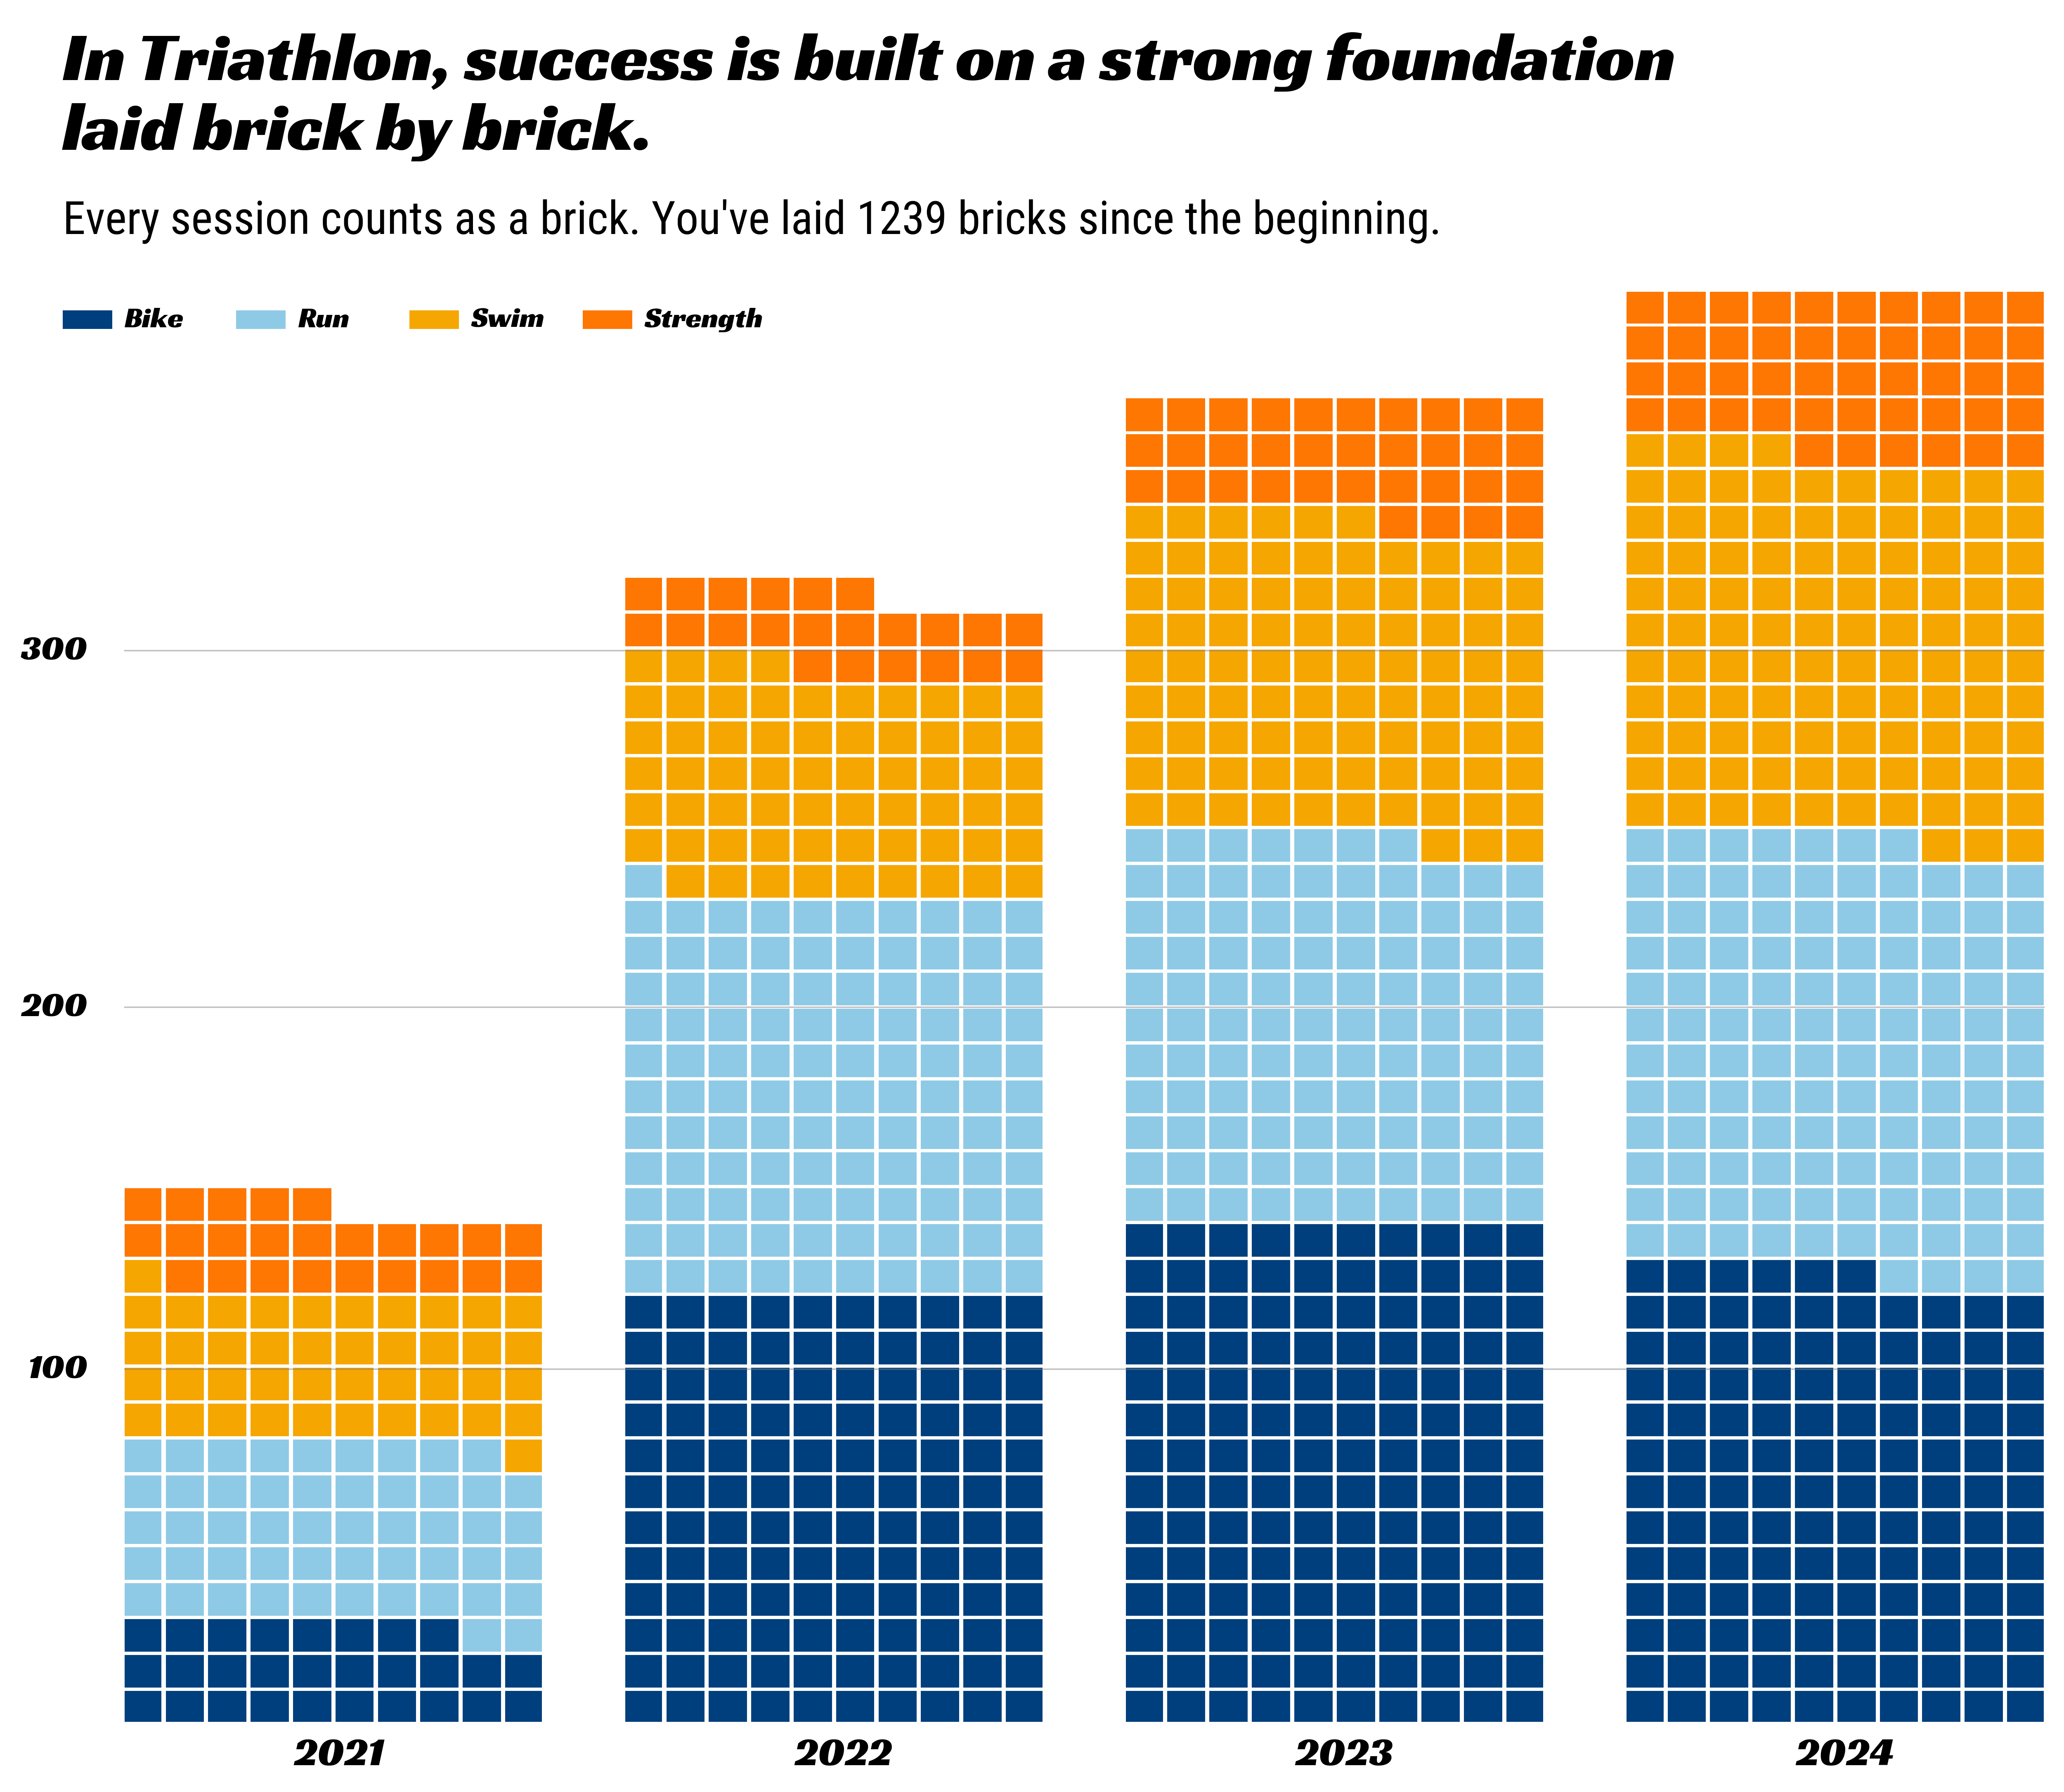 In Triathlon, success is built on a strong foundation
laid brick by brick.
Every session counts as a brick. You've laid 1239 bricks since the beginning.
Bike Run Swim Strength
300
200
100
2021 2022 2023 2024